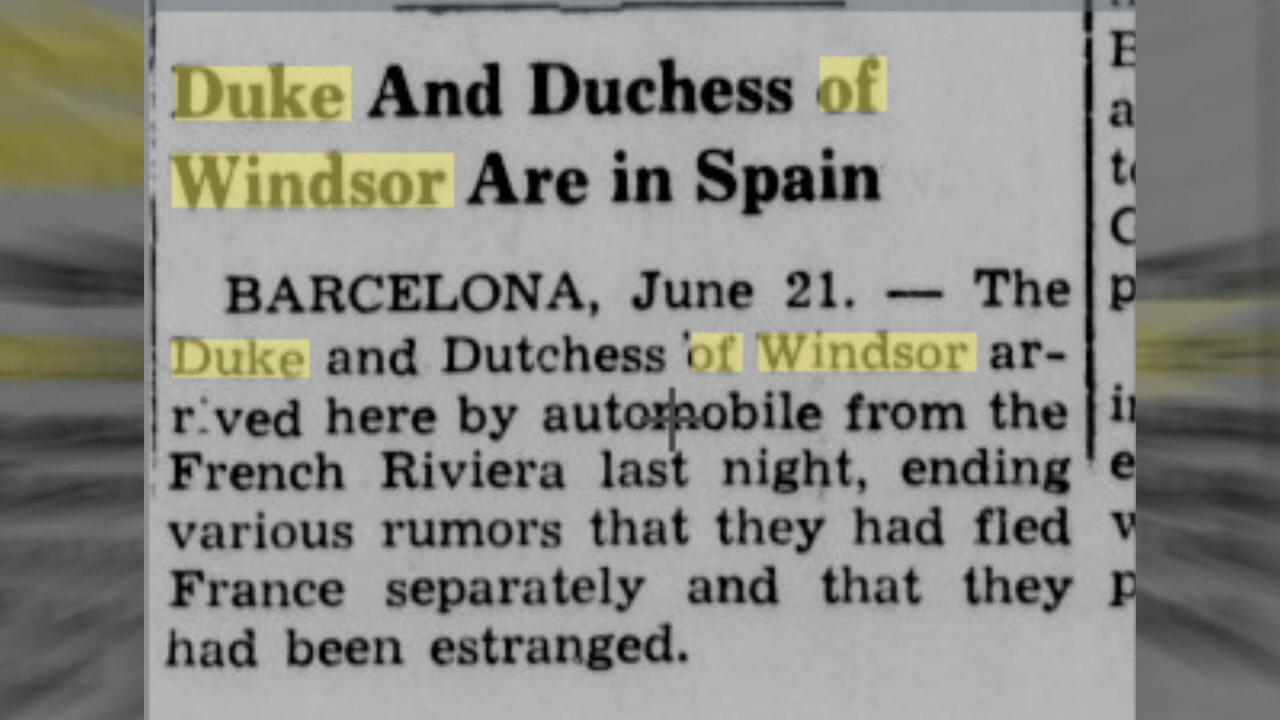 Duke And Duchess of
Windsor Are in Spain
BARCELONA, June 21. — The
Duke and Dutchess of Windsor ar-
rived here by automobile from the
French Riviera last night, ending
various rumors that they had fled
France separately and that they
had been estranged.